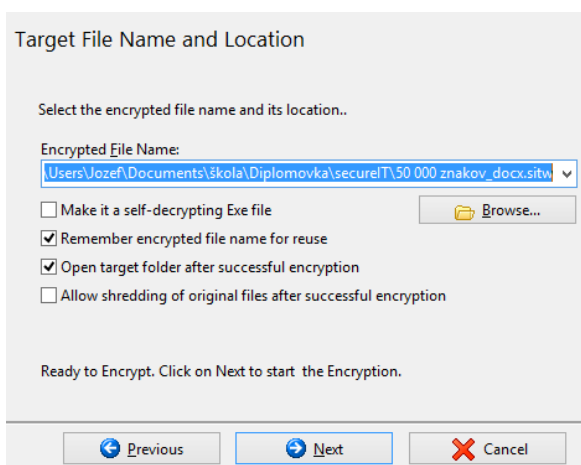 Target File Name and Location
Select the encrypted file name and its location..
Encrypted File Name:
\Users\Jozef\Documents\škola\Diplomovka\secureIT\50 000 znakov_docx.sitw
Make it a self-decrypting Exe file
Browse...
Remember encrypted file name for reuse
Open target folder after successful encryption
Allow shredding of original files after successful encryption
Ready to Encrypt. Click on Next to start the Encryption.
Previous Next Cancel